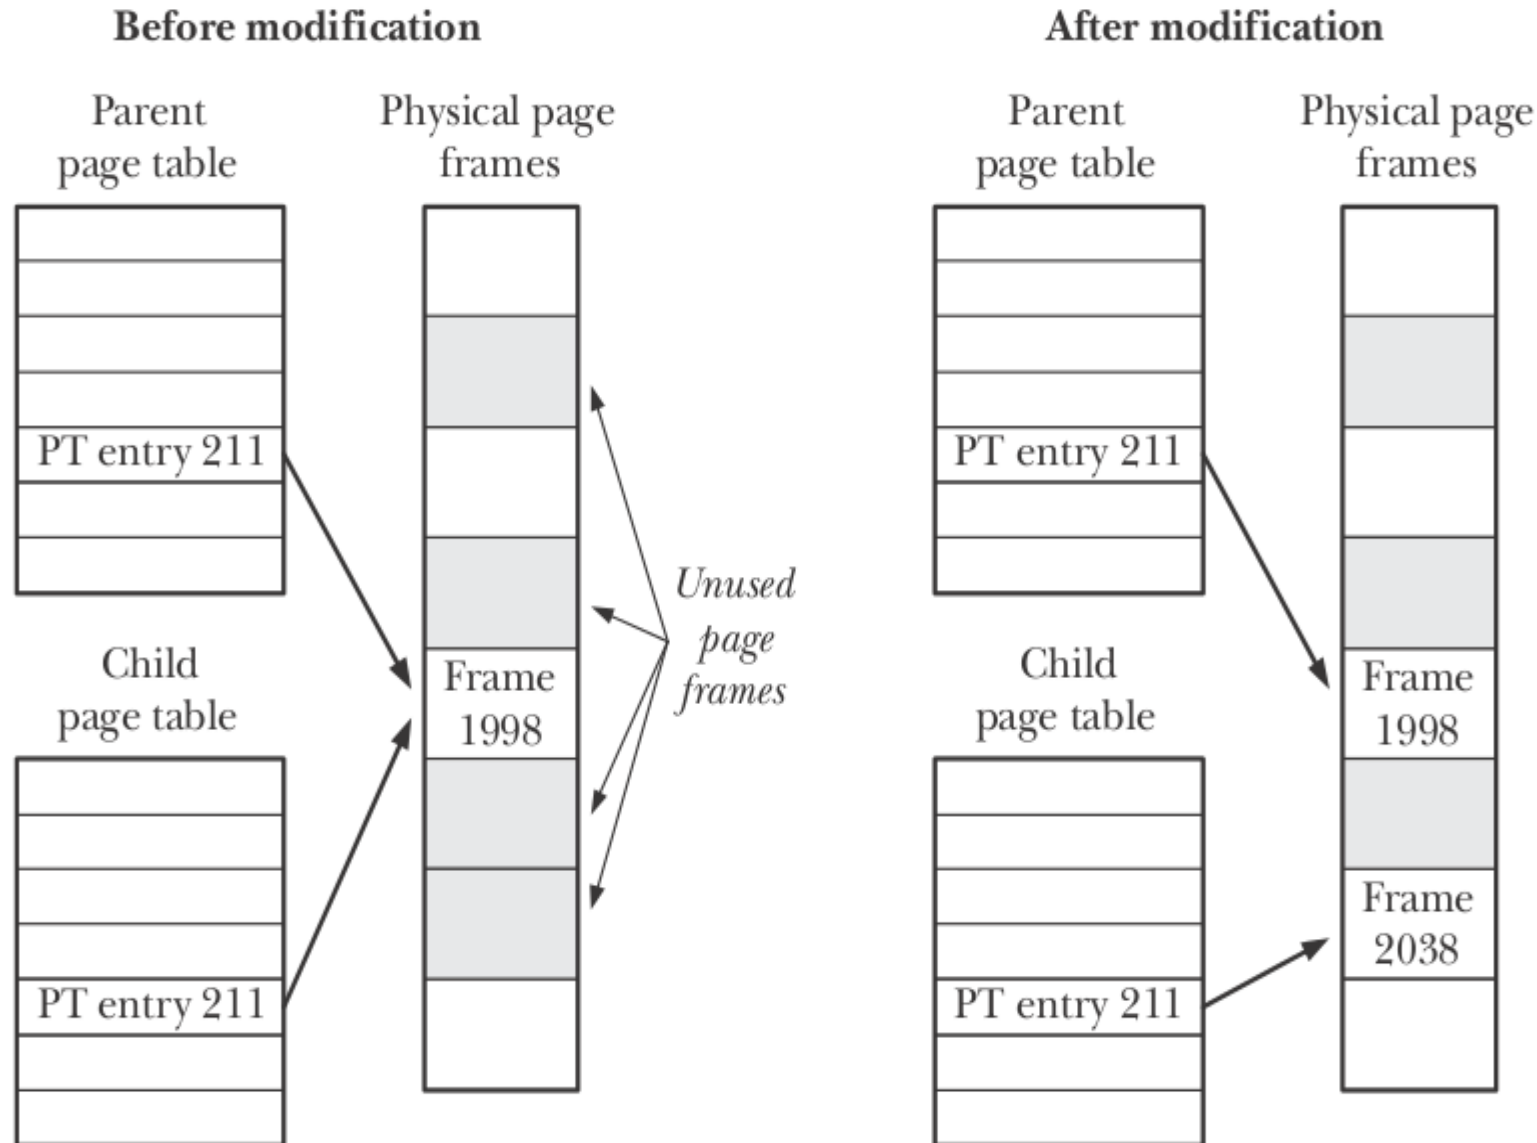 Before modification
Parent
page table
Physical page
frames
PT entry 211
Child
page table
PT entry 211
Frame
1998
Unused
page
frames
After modification
Parent
page table
Physical page
frames
PT entry 211
Child
page table
PT entry 211
Frame
1998
Frame
2038